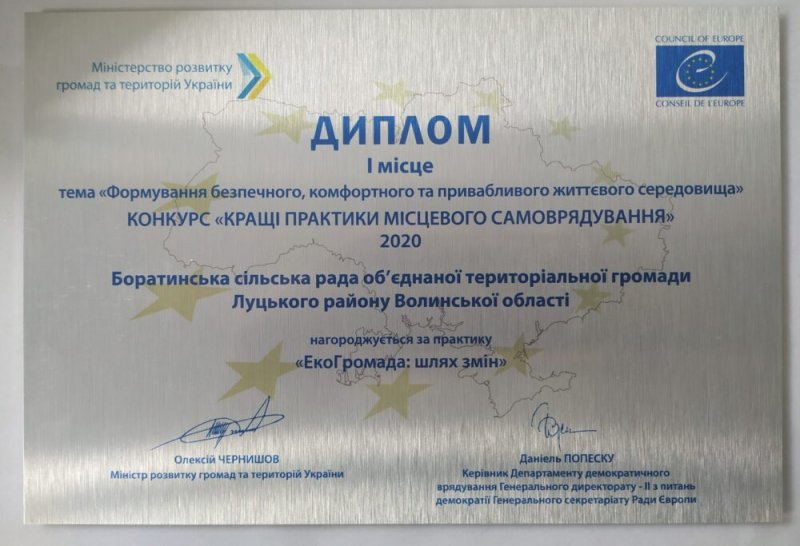 Міністерство розвитку
громад та територій України
COUNCIL OF EUROPE
CONSEIL DE L'EUROPE
ДИПЛОМ
І місце
тема «Формування безпечного, комфортного та привабливого життєвого середовища»
КОНКУРС «КРАЩІ ПРАКТИКИ МІСЦЕВОГО САМОВРЯДУВАННЯ»
2020
Боратинська сільська рада об’єднаної територіальної громади
Луцького району Волинської області
нагороджується за практику
«ЕкоГромада: шлях змін»
Олексій ЧЕРНИШОВ
Міністр розвитку громад та територій України
Даніель ПОПЕСКУ
Керівник Департаменту демократичного
врядування Генерального директорату - ІІ з питань
демократії Генерального секретаріату Ради Європи